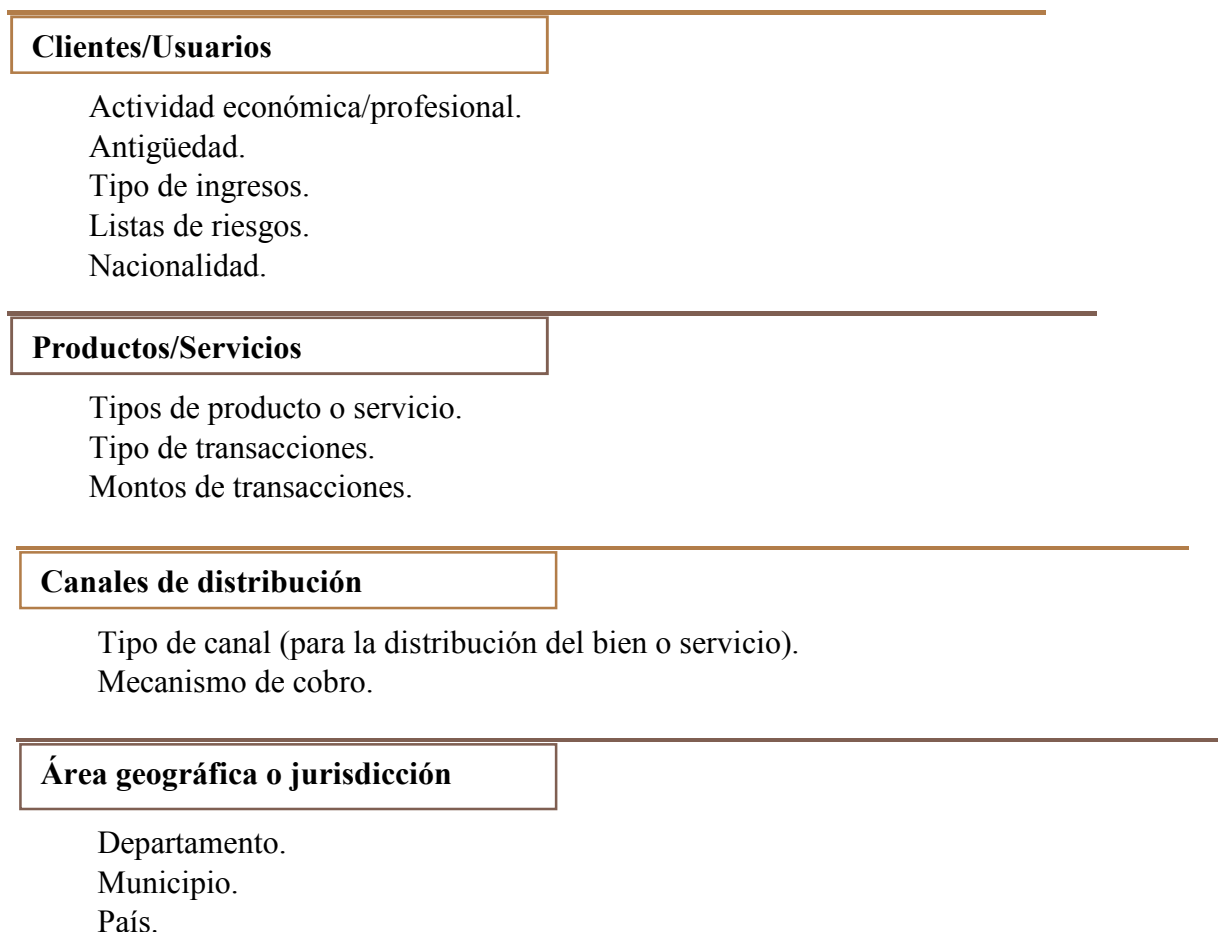 Clientes/Usuarios
Actividad económica/profesional.
Antigüedad.
Tipo de ingresos.
Listas de riesgos.
Nacionalidad.
Productos/Servicios
Tipos de producto o servicio.
Tipo de transacciones.
Montos de transacciones.
Canales de distribución
Tipo de canal (para la distribución del bien o servicio).
Mecanismo de cobro.
Área geográfica o jurisdicción
Departamento.
Municipio.
País.